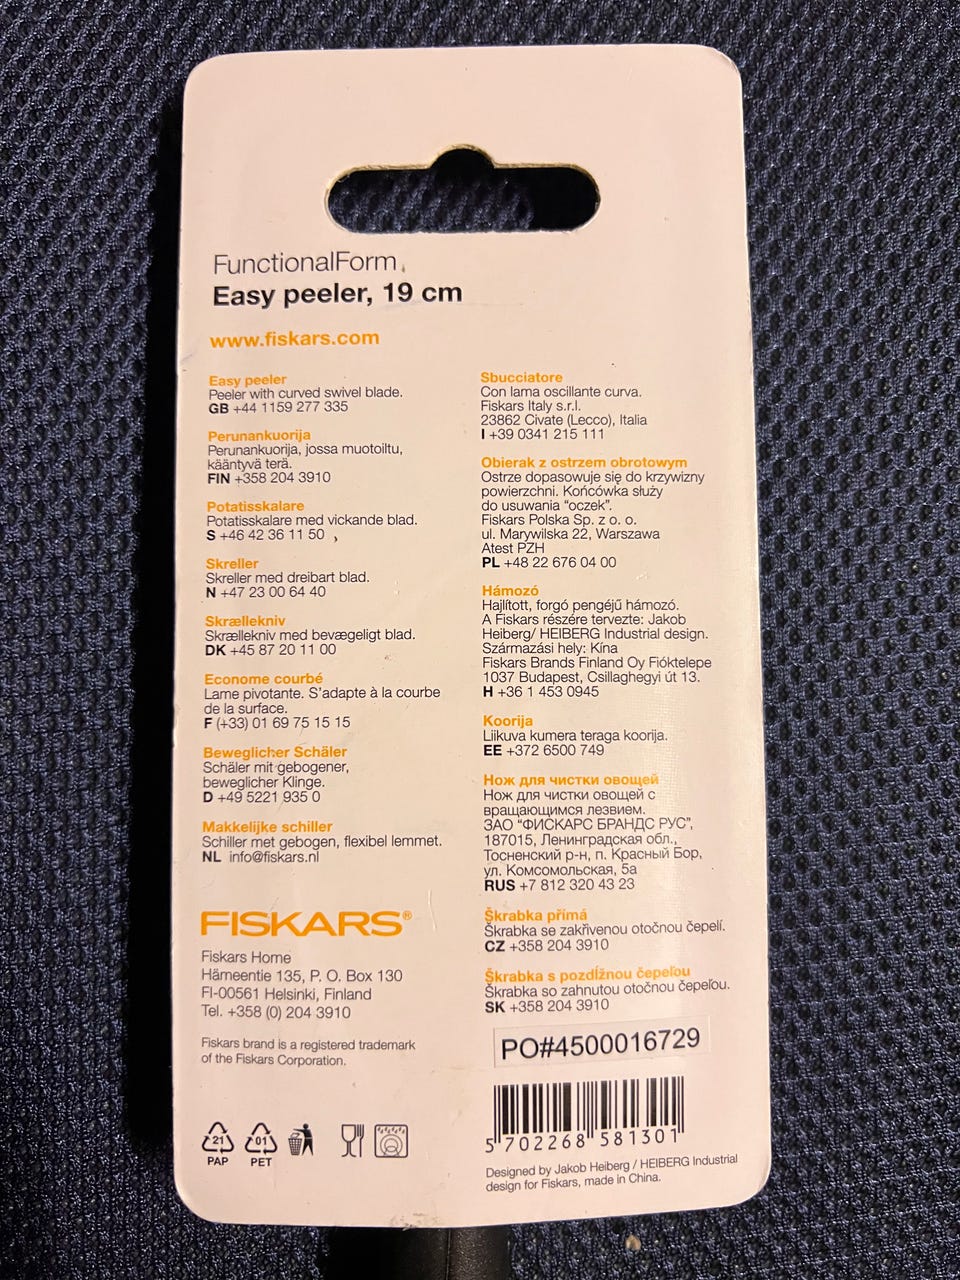 FunctionalForm
Easy peeler, 19 cm
www.fiskars.com
Easy peeler
Peeler with curved swivel blade.
GB +44 1159 277 335
Perunankuorija
Perunankuorija, jossa muotoiltu,
kääntyvä terä.
FIN +358 204 3910
Potatisskalare
Potatisskalare med vickande blad.
S +46 42 36 11 50
Skreller
Skreller med dreibart blad.
N +47 23 00 64 40
Skrællekniv
Skrællekniv med bevægeligt blad.
DK +45 87 20 11 00
Econome courbé
Lame pivotante. S'adapte à la courbe
de la surface.
F (+33) 01 69 75 15 15
Beweglicher Schäler
Schäler mit gebogener,
beweglicher Klinge.
D +49 5221 935 0
Makkelijke schiller
Schiller met gebogen, flexibel lemmet.
NL info@fiskars.nl
FISKARS®
Fiskars Home
Hämeentie 135, P. O. Box 130
FI-00561 Helsinki, Finland
Tel. +358 (0) 204 3910
Fiskars brand is a registered trademark
of the Fiskars Corporation.
21
PAP
01
PET
Sbucciatore
Con lama oscillante curva.
Fiskars Italy s.r.l.
23862 Civate (Lecco), Italia
I +39 0341 215 111
Obierak z ostrzem obrotowym
Ostrze dopasowuje się do krzywizny
powierzchni. Końcówka służy
do usuwania "oczek".
Fiskars Polska Sp. z o. o.
ul. Marywilska 22, Warszawa
Atest PZH
PL +48 22 676 04 00
Hámozó
Hajlított, forgó pengéjű hámozó.
A Fiskars részére tervezte: Jakob
Heiberg/ HEIBERG Industrial design.
Származási hely: Kína
Fiskars Brands Finland Oy Fióktelepe
1037 Budapest, Csillaghegyi út 13.
H +36 1 453 0945
Koorija
Liikuva kumera teraga koorija.
EE +372 6500 749
Нож для чистки овощей
Нож для чистки овощей с
вращающимся лезвием.
ЗАО "ФИСКАРС БРАНДС РУС",
187015, Ленинградская обл.,
Тосненский р-н, п. Красный Бор,
ул. Комсомольская, 5а
RUS +7 812 320 43 23
Škrabka přímá
Škrabka se zakřivenou otočnou čepelí.
CZ +358 204 3910
Škrabka s pozdĺžnou čepeľou
Škrabka so zahnutou otočnou čepeľou.
SK +358 204 3910
PO#4500016729
5 702268 581301
Designed by Jakob Heiberg / HEIBERG Industrial
design for Fiskars, made in China.